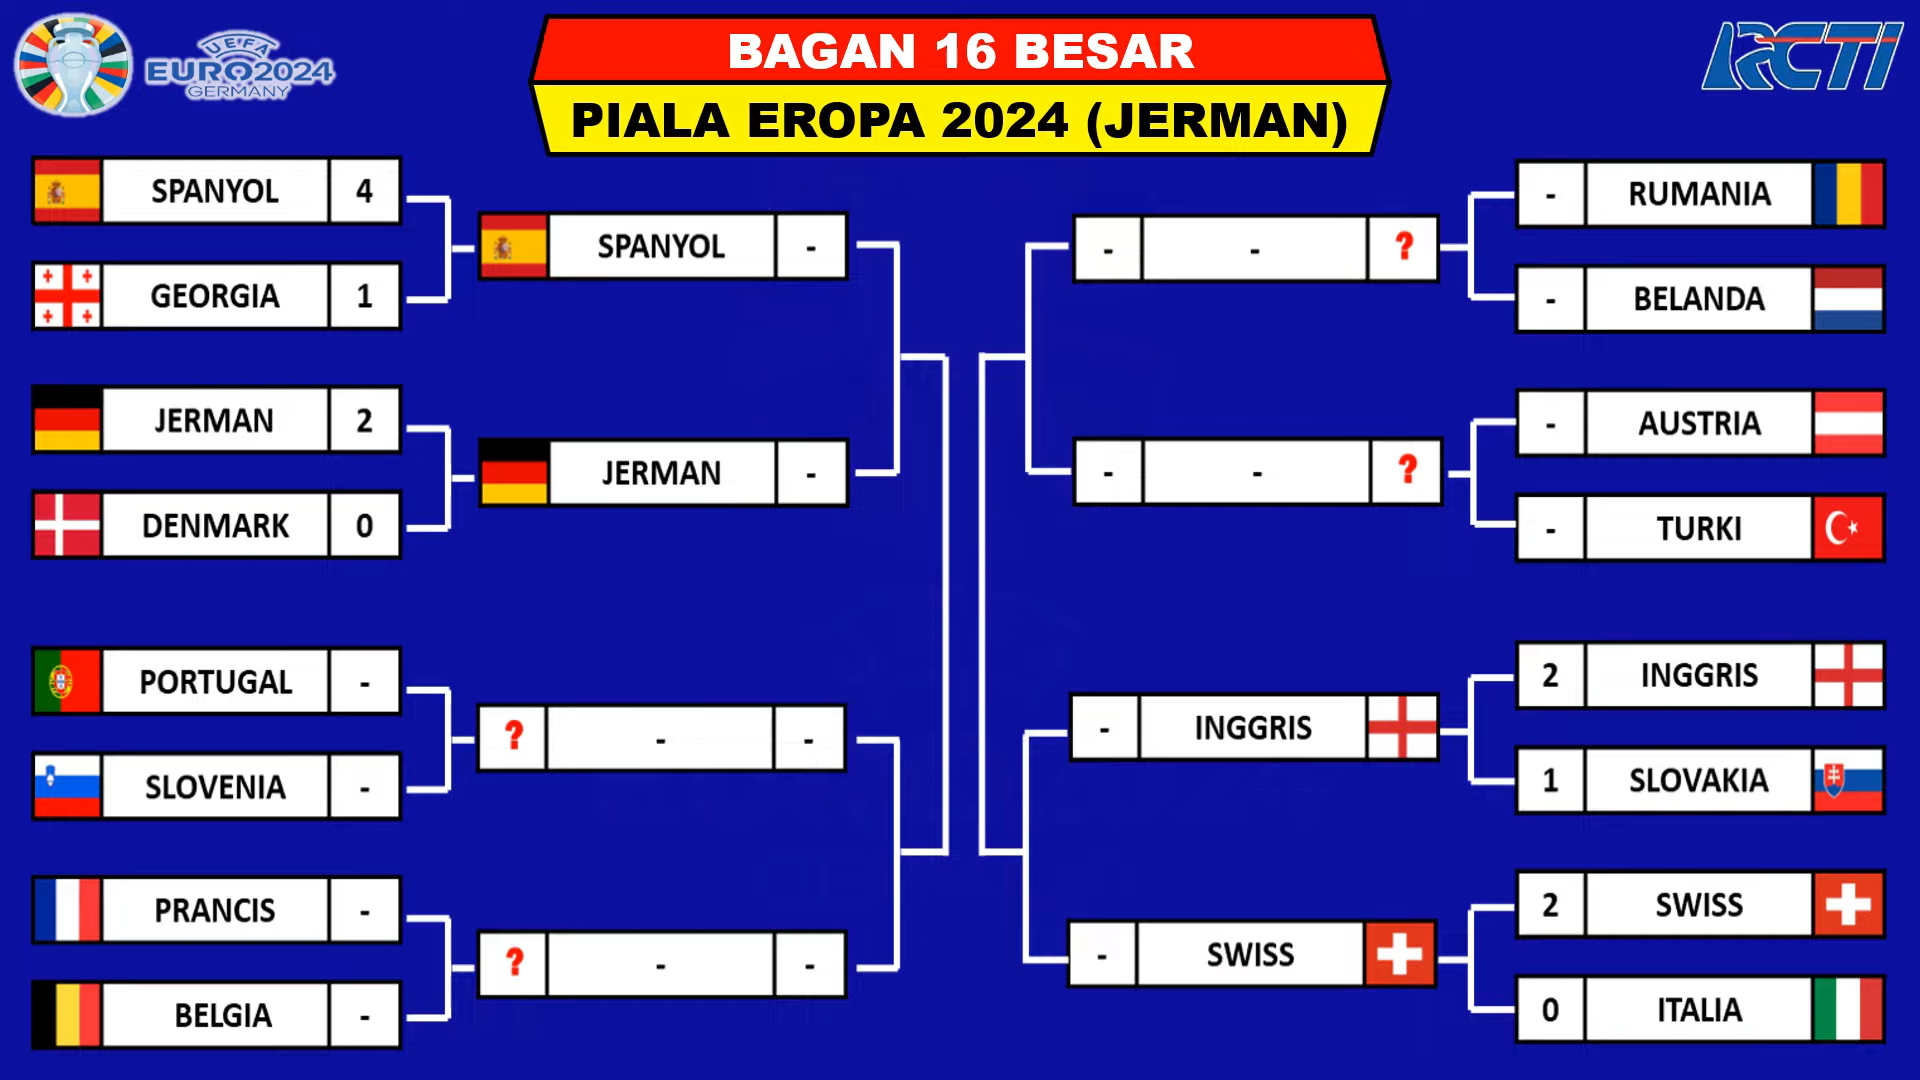 UEFA
EURO2024
GERMANY
BAGAN 16 BESAR
PIALA EROPA 2024 (JERMAN)
RCTI
SPANYOL 4
GEORGIA 1
SPANYOL -
JERMAN 2
DENMARK 0
JERMAN -
PORTUGAL -
SLOVENIA -
? - -
PRANCIS -
BELGIA -
? - -
- RUMANIA
- BELANDA
- - ?
- AUSTRIA
- TURKI
- - ?
2 INGGRIS
1 SLOVAKIA
- INGGRIS
2 SWISS
0 ITALIA
- SWISS